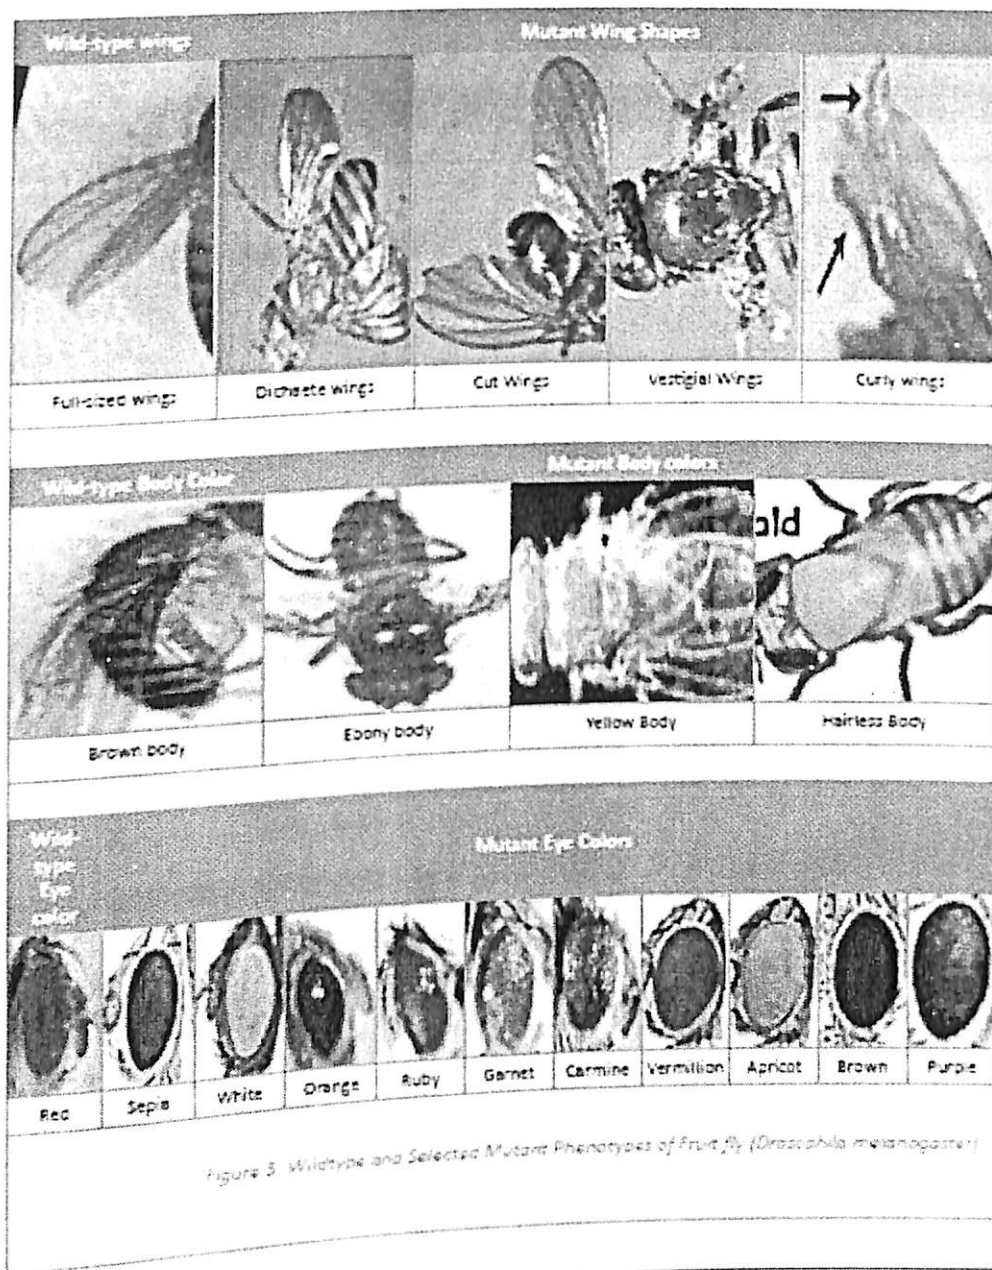 Wild-type wings
Mutant Wing Shapes
Full-sized wings
Dichaete wings
Cut Wings
Vestigial Wings
Curly wings
Wild-type Body Color
Mutant Body colors
old
Brown body
Ebony body
Yellow Body
Hairless Body
Wild-
type
Eye
color
Mutant Eye Colors
Red
Sepia
White
Orange
Ruby
Garnet
Carmine
Vermillion
Apricot
Brown
Purple
Figure 3. Wildtype and Selected Mutant Phenotypes of Fruit fly (Drosophila melanogaster)